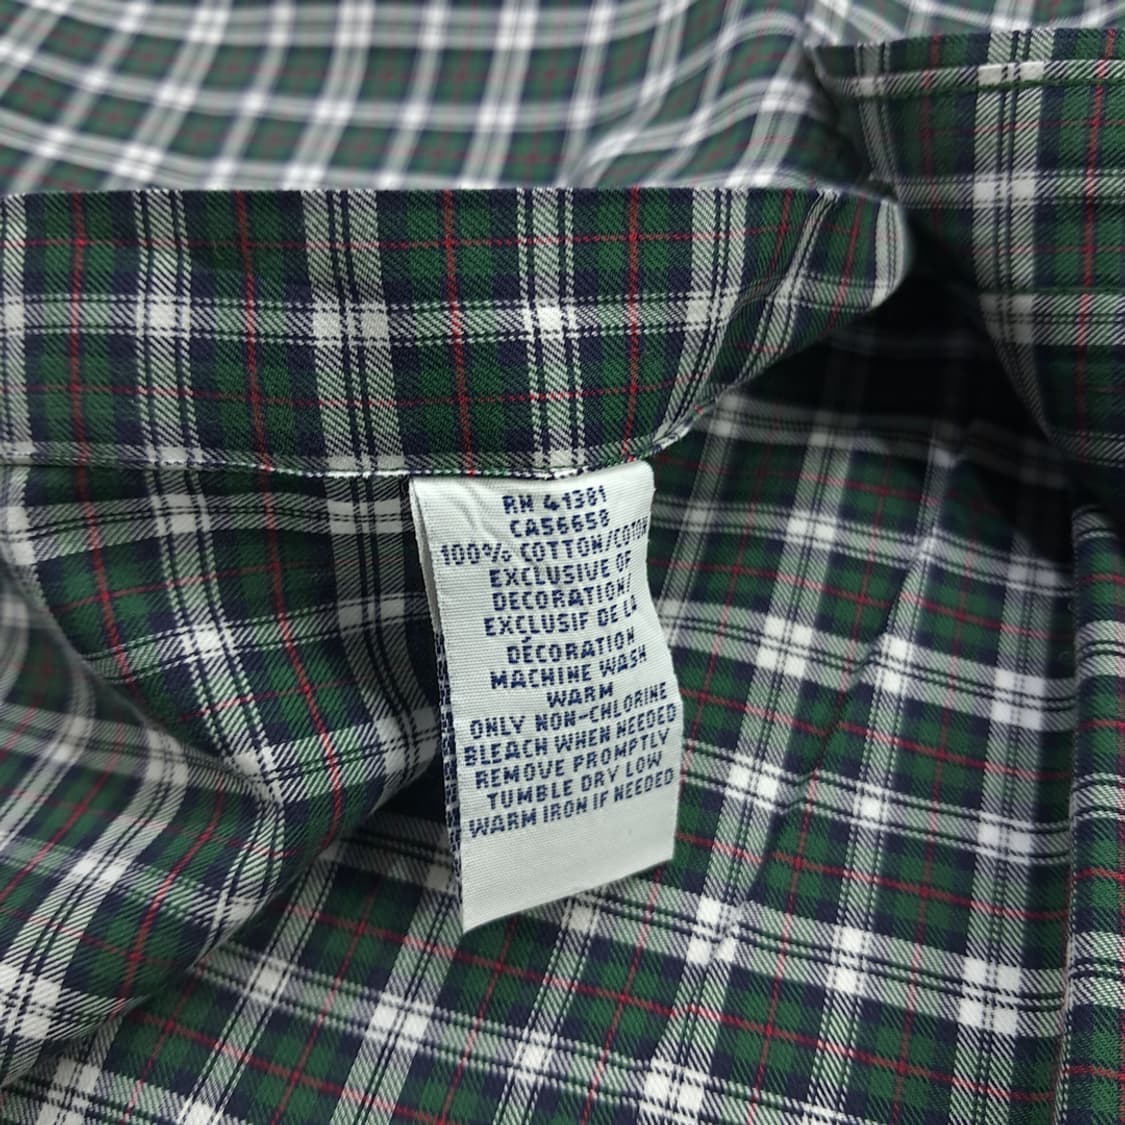 RN 41381
CA56658
100% COTTON/COTON
EXCLUSIVE OF
DECORATION/
EXCLUSIF DE LA
DÉCORATION
MACHINE WASH
WARM
ONLY NON-CHLORINE
BLEACH WHEN NEEDED
REMOVE PROMPTLY
TUMBLE DRY LOW
WARM IRON IF NEEDED